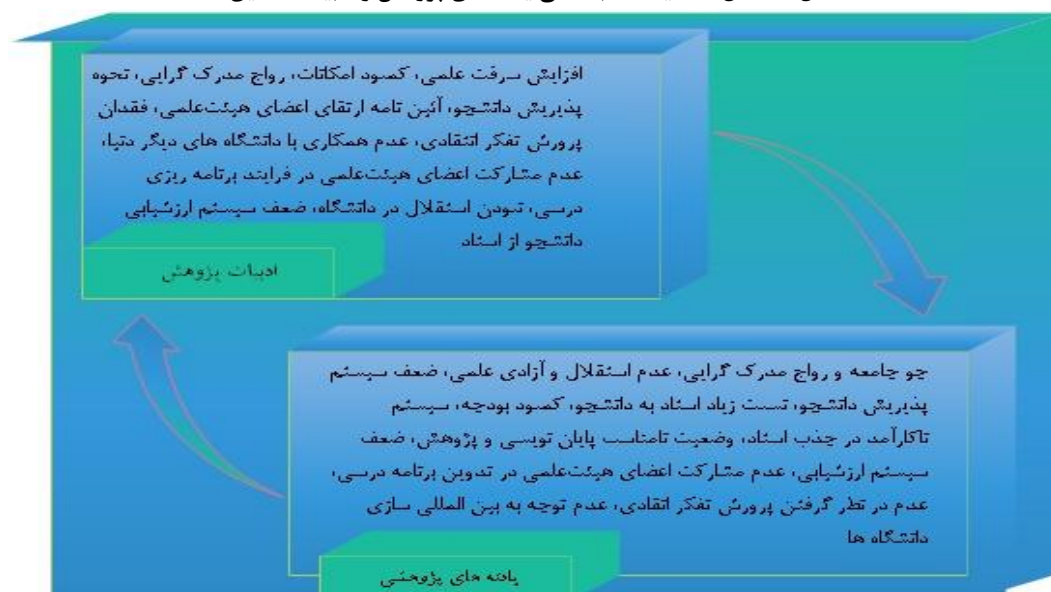 افزایش سرقت علمی، کمبود امکانات، رواج مدرک گرایی، نحوه
پذیرش دانشجو، آئین نامه ارتقای اعضای هیئت‌علمی، فقدان
پرورش تفکر انتقادی، عدم همکاری با دانشگاه های دیگر دنیا،
عدم مشارکت اعضای هیئت‌علمی در فرایند برنامه ریزی
درسی، نبودن استقلال در دانشگاه، ضعف سیستم ارزشیابی
دانشجو از استاد
ادبیات پژوهش
جو جامعه و رواج مدرک گرایی، عدم استقلال و آزادی علمی، ضعف سیستم
پذیرش دانشجو، نسبت زیاد استاد به دانشجو، کمبود بودجه، سیستم
ناکارآمد در جذب استاد، وضعیت نامناسب پایان نویسی و پژوهش، ضعف
سیستم ارزشیابی، عدم مشارکت اعضای هیئت‌علمی در تدوین برنامه درسی،
عدم در نظر گرفتن پرورش تفکر انقادی، عدم توجه به بین المللی سازی
دانشگاه ها
یافته های پژوهشی